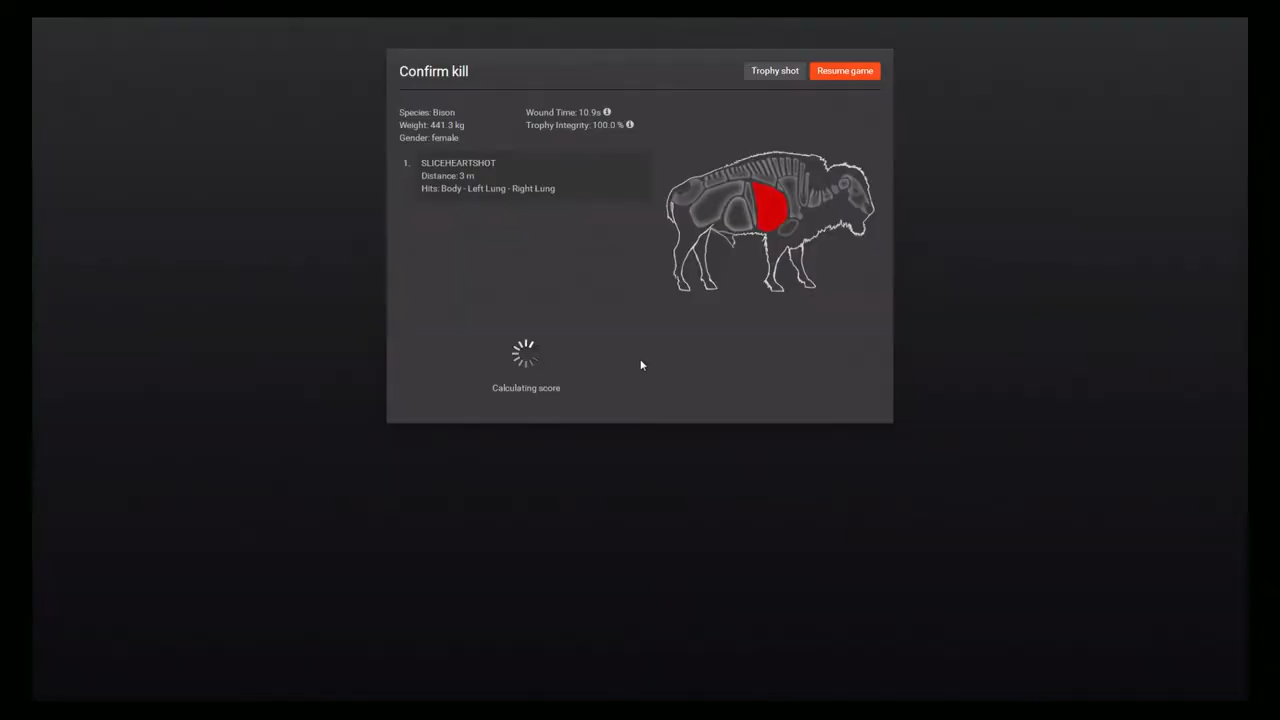 Confirm kill
Trophy shot
Resume game
Species: Bison
Weight: 441.3 kg
Gender: female
Wound Time: 10.9s
Trophy Integrity: 100.0 %
1. SLICEHEARTSHOT
Distance: 3 m
Hits: Body - Left Lung - Right Lung
Calculating score